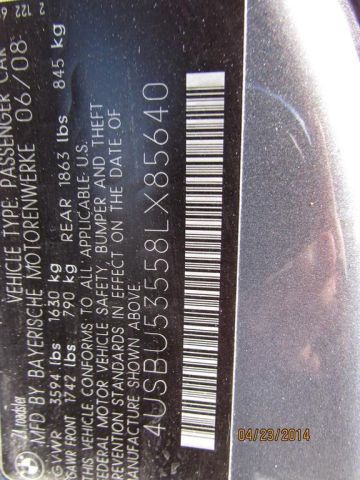 BMW
Z4 roadster
VEHICLE TYPE: PASSENGER CAR
MFD BY BAYERISCHE MOTORENWERKE 06/08
GVWR 3594 lbs 1630 kg
GAWR FRONT 1742 lbs 790 kg REAR 1863 lbs 845 kg
THIS VEHICLE CONFORMS TO ALL APPLICABLE U.S.
FEDERAL MOTOR VEHICLE SAFETY, BUMPER AND THEFT
STANDARDS IN EFFECT ON THE DATE OF
MANUFACTURE SHOWN ABOVE.
4USBU53558LX85640
04/23/2014